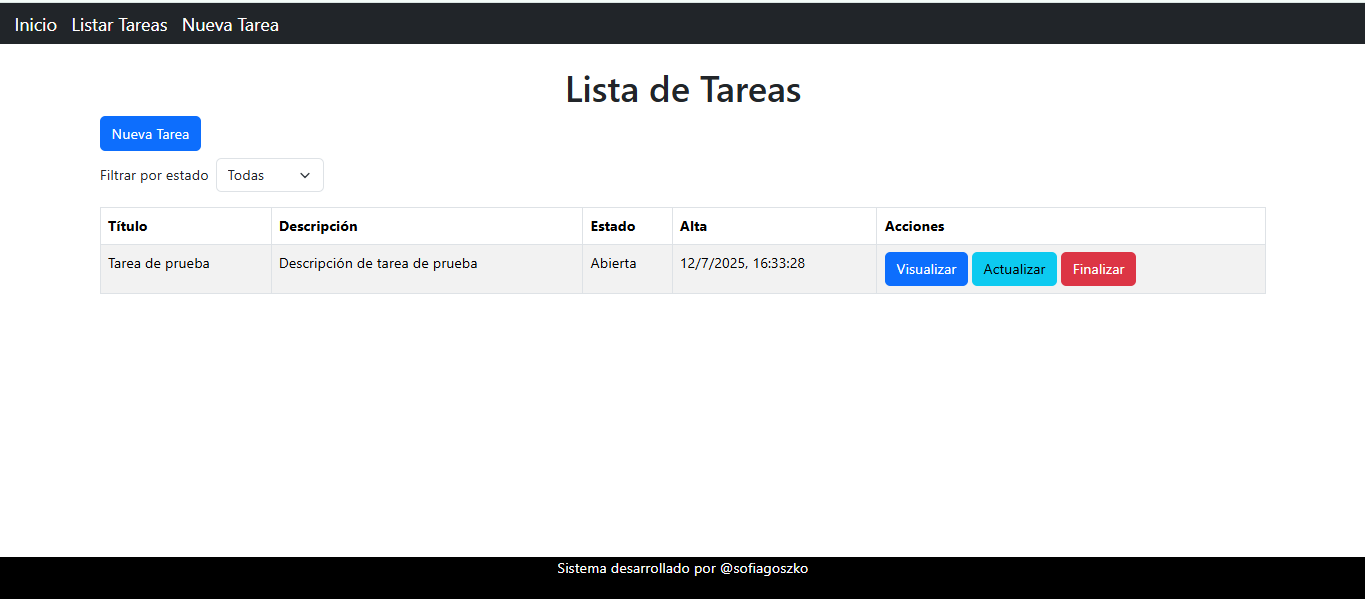 Inicio Listar Tareas Nueva Tarea
Lista de Tareas
Nueva Tarea
Filtrar por estado Todas
Título Descripción Estado Alta Acciones
Tarea de prueba Descripción de tarea de prueba Abierta 12/7/2025, 16:33:28 Visualizar Actualizar Finalizar
Sistema desarrollado por @sofiagoszko